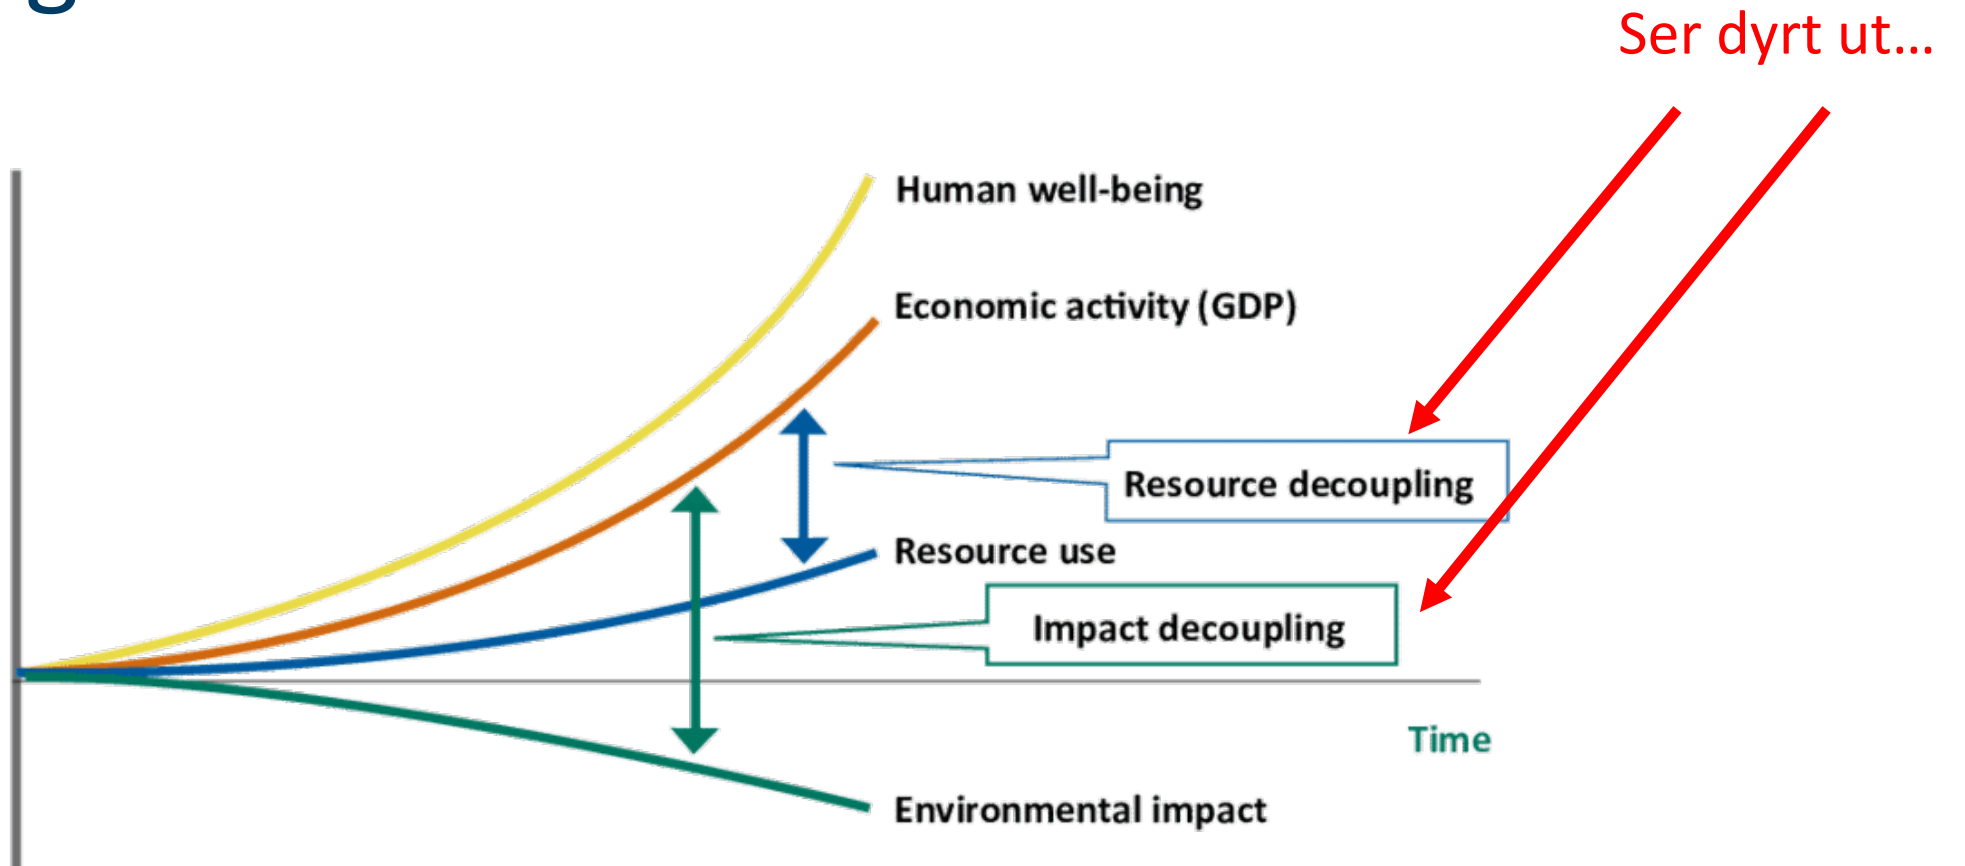 g
Ser dyrt ut...
Human well-being
Economic activity (GDP)
Resource decoupling
Resource use
Impact decoupling
Time
Environmental impact